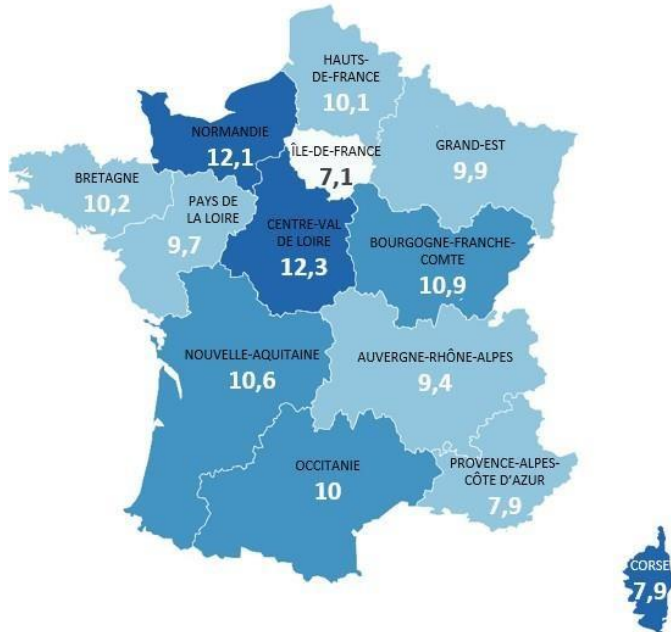 HAUTS-
DE-FRANCE
10,1
NORMANDIE
12,1
ÎLE-DE-FRANCE
7,1
GRAND-EST
9,9
BRETAGNE
10,2
PAYS DE
LA LOIRE
9,7
CENTRE-VAL
DE LOIRE
12,3
BOURGOGNE-FRANCHE-
COMTE
10,9
NOUVELLE-AQUITAINE
10,6
AUVERGNE-RHÔNE-ALPES
9,4
OCCITANIE
10
PROVENCE-ALPES-
CÔTE D'AZUR
7,9
CORSE
7,9